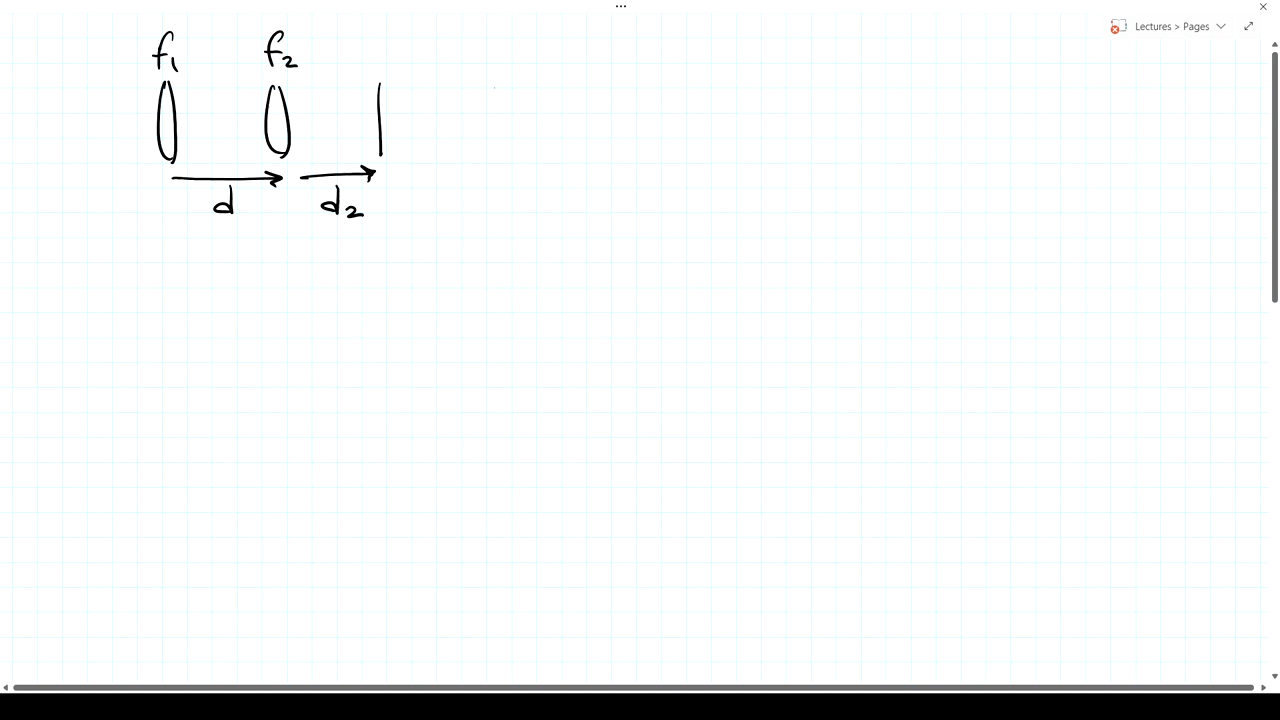 Lectures > Pages
f₁ f₂
d d₂